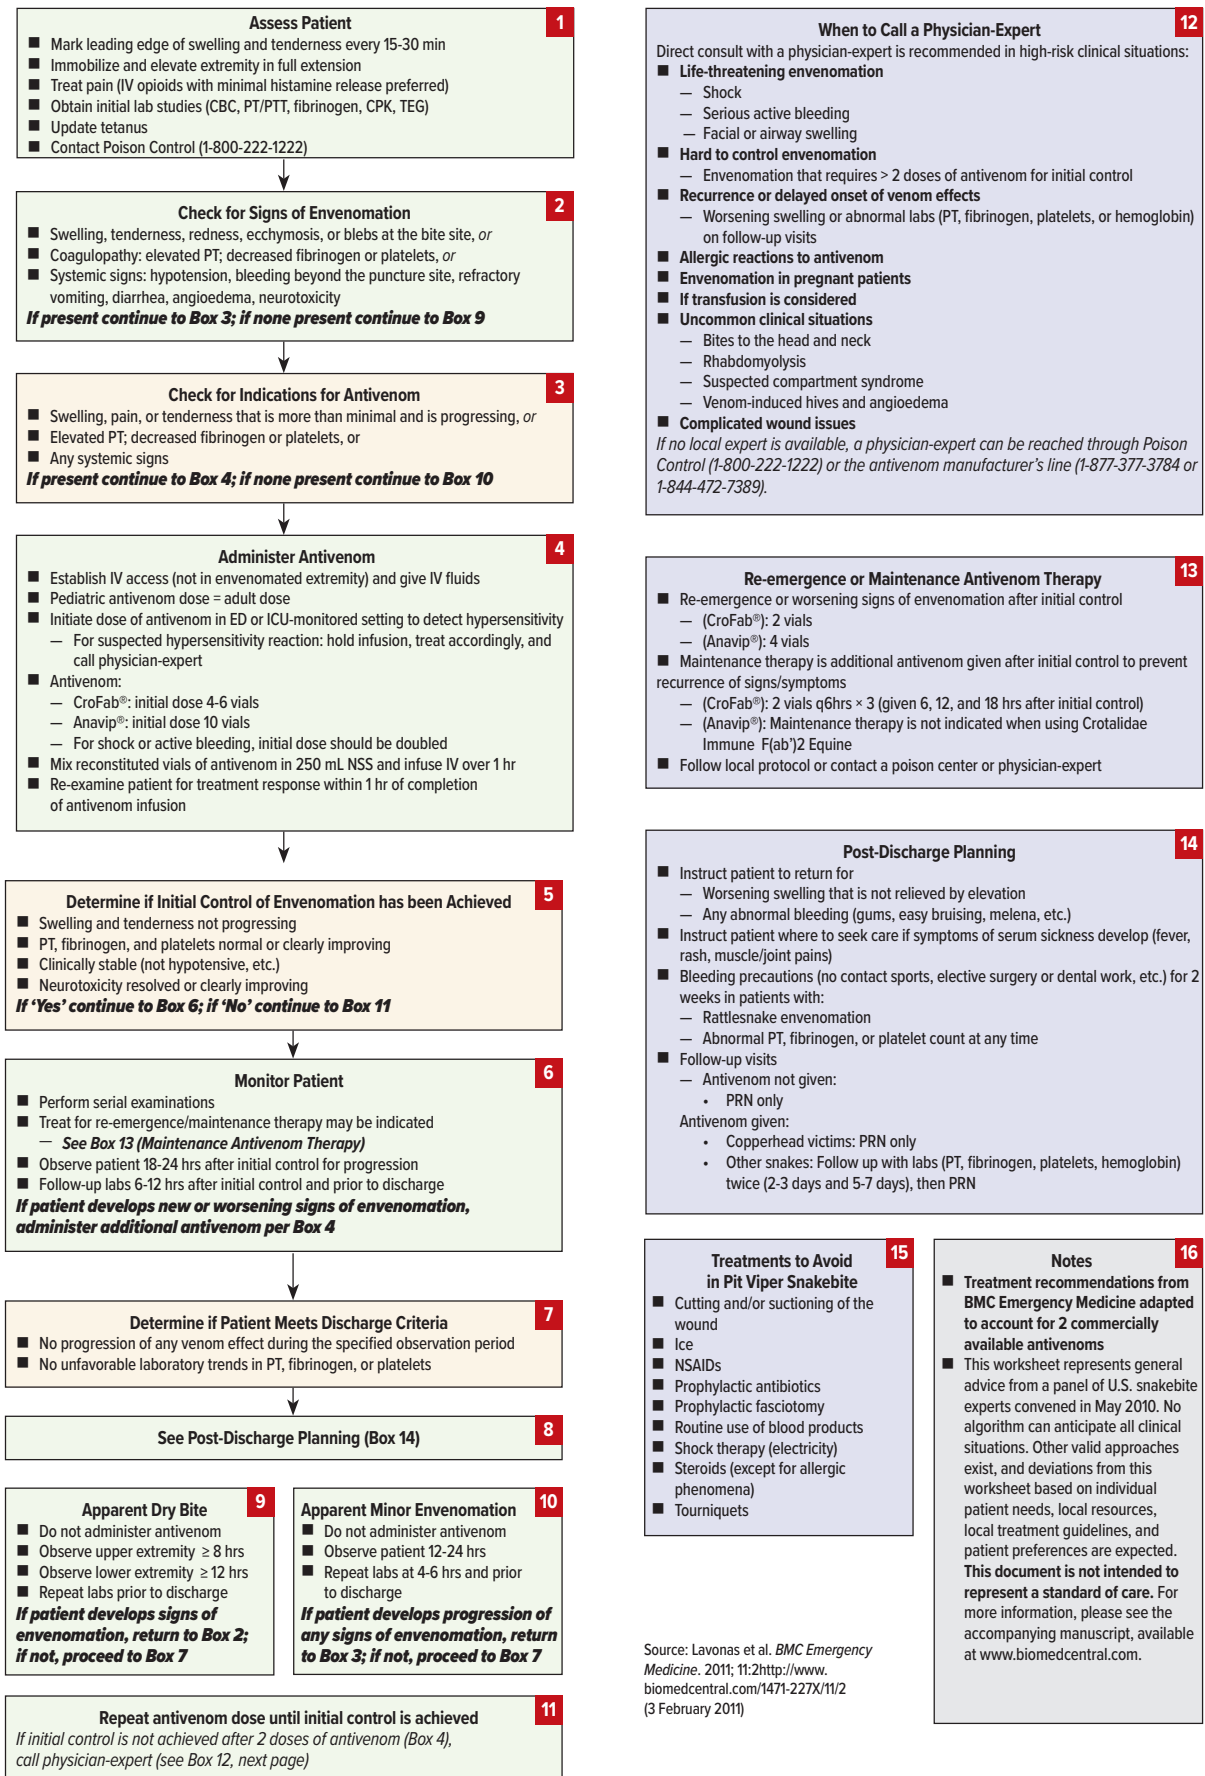 1
Assess Patient
■ Mark leading edge of swelling and tenderness every 15-30 min
■ Immobilize and elevate extremity in full extension
■ Treat pain (IV opioids with minimal histamine release preferred)
■ Obtain initial lab studies (CBC, PT/PTT, fibrinogen, CPK, TEG)
■ Update tetanus
■ Contact Poison Control (1-800-222-1222)
2
Check for Signs of Envenomation
■ Swelling, tenderness, redness, ecchymosis, or blebs at the bite site, or
■ Coagulopathy: elevated PT; decreased fibrinogen or platelets, or
■ Systemic signs: hypotension, bleeding beyond the puncture site, refractory
vomiting, diarrhea, angioedema, neurotoxicity
If present continue to Box 3; if none present continue to Box 9
3
Check for Indications for Antivenom
■ Swelling, pain, or tenderness that is more than minimal and is progressing, or
■ Elevated PT; decreased fibrinogen or platelets, or
■ Any systemic signs
If present continue to Box 4; if none present continue to Box 10
4
Administer Antivenom
■ Establish IV access (not in envenomated extremity) and give IV fluids
■ Pediatric antivenom dose = adult dose
■ Initiate dose of antivenom in ED or ICU-monitored setting to detect hypersensitivity
— For suspected hypersensitivity reaction: hold infusion, treat accordingly, and
call physician-expert
■ Antivenom:
— CroFab®: initial dose 4-6 vials
— Anavip®: initial dose 10 vials
— For shock or active bleeding, initial dose should be doubled
■ Mix reconstituted vials of antivenom in 250 mL NSS and infuse IV over 1 hr
■ Re-examine patient for treatment response within 1 hr of completion
of antivenom infusion
5
Determine if Initial Control of Envenomation has been Achieved
■ Swelling and tenderness not progressing
■ PT, fibrinogen, and platelets normal or clearly improving
■ Clinically stable (not hypotensive, etc.)
■ Neurotoxicity resolved or clearly improving
If ‘Yes’ continue to Box 6; if ‘No’ continue to Box 11
6
Monitor Patient
■ Perform serial examinations
■ Treat for re-emergence/maintenance therapy may be indicated
— See Box 13 (Maintenance Antivenom Therapy)
■ Observe patient 18-24 hrs after initial control for progression
■ Follow-up labs 6-12 hrs after initial control and prior to discharge
If patient develops new or worsening signs of envenomation,
administer additional antivenom per Box 4
7
Determine if Patient Meets Discharge Criteria
■ No progression of any venom effect during the specified observation period
■ No unfavorable laboratory trends in PT, fibrinogen, or platelets
8
See Post-Discharge Planning (Box 14)
9
Apparent Dry Bite
■ Do not administer antivenom
■ Observe upper extremity ≥ 8 hrs
■ Observe lower extremity ≥ 12 hrs
■ Repeat labs prior to discharge
If patient develops signs of
envenomation, return to Box 2;
if not, proceed to Box 7
10
Apparent Minor Envenomation
■ Do not administer antivenom
■ Observe patient 12-24 hrs
■ Repeat labs at 4-6 hrs and prior
to discharge
If patient develops progression of
any signs of envenomation, return
to Box 3; if not, proceed to Box 7
11
Repeat antivenom dose until initial control is achieved
If initial control is not achieved after 2 doses of antivenom (Box 4),
call physician-expert (see Box 12, next page)
12
When to Call a Physician-Expert
Direct consult with a physician-expert is recommended in high-risk clinical situations:
■ Life-threatening envenomation
— Shock
— Serious active bleeding
— Facial or airway swelling
■ Hard to control envenomation
— Envenomation that requires > 2 doses of antivenom for initial control
■ Recurrence or delayed onset of venom effects
— Worsening swelling or abnormal labs (PT, fibrinogen, platelets, or hemoglobin)
on follow-up visits
■ Allergic reactions to antivenom
■ Envenomation in pregnant patients
■ If transfusion is considered
■ Uncommon clinical situations
— Bites to the head and neck
— Rhabdomyolysis
— Suspected compartment syndrome
— Venom-induced hives and angioedema
■ Complicated wound issues
If no local expert is available, a physician-expert can be reached through Poison
Control (1-800-222-1222) or the antivenom manufacturer’s line (1-877-377-3784 or
1-844-472-7389).
13
Re-emergence or Maintenance Antivenom Therapy
■ Re-emergence or worsening signs of envenomation after initial control
— (CroFab®): 2 vials
— (Anavip®): 4 vials
■ Maintenance therapy is additional antivenom given after initial control to prevent
recurrence of signs/symptoms
— (CroFab®): 2 vials q6hrs × 3 (given 6, 12, and 18 hrs after initial control)
— (Anavip®): Maintenance therapy is not indicated when using Crotalidae
Immune F(ab’)2 Equine
■ Follow local protocol or contact a poison center or physician-expert
14
Post-Discharge Planning
■ Instruct patient to return for
— Worsening swelling that is not relieved by elevation
— Any abnormal bleeding (gums, easy bruising, melena, etc.)
■ Instruct patient where to seek care if symptoms of serum sickness develop (fever,
rash, muscle/joint pains)
■ Bleeding precautions (no contact sports, elective surgery or dental work, etc.) for 2
weeks in patients with:
— Rattlesnake envenomation
— Abnormal PT, fibrinogen, or platelet count at any time
■ Follow-up visits
— Antivenom not given:
• PRN only
Antivenom given:
• Copperhead victims: PRN only
• Other snakes: Follow up with labs (PT, fibrinogen, platelets, hemoglobin)
twice (2-3 days and 5-7 days), then PRN
15
Treatments to Avoid
in Pit Viper Snakebite
■ Cutting and/or suctioning of the
wound
■ Ice
■ NSAIDs
■ Prophylactic antibiotics
■ Prophylactic fasciotomy
■ Routine use of blood products
■ Shock therapy (electricity)
■ Steroids (except for allergic
phenomena)
■ Tourniquets
16
Notes
■ Treatment recommendations from
BMC Emergency Medicine adapted
to account for 2 commercially
available antivenoms
■ This worksheet represents general
advice from a panel of U.S. snakebite
experts convened in May 2010. No
algorithm can anticipate all clinical
situations. Other valid approaches
exist, and deviations from this
worksheet based on individual
patient needs, local resources,
local treatment guidelines, and
patient preferences are expected.
This document is not intended to
represent a standard of care. For
more information, please see the
accompanying manuscript, available
at www.biomedcentral.com.
Source: Lavonas et al. BMC Emergency
Medicine. 2011; 11:2http://www.
biomedcentral.com/1471-227X/11/2
(3 February 2011)